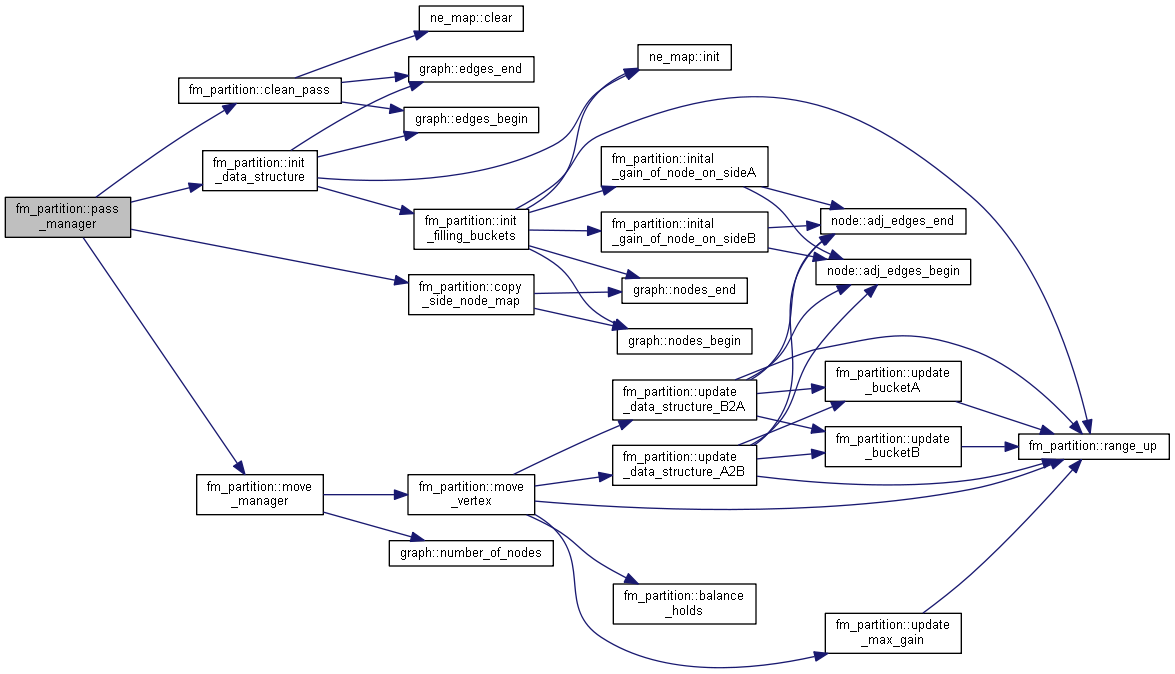 fm_partition::pass
_manager
fm_partition::clean_pass
fm_partition::init
_data_structure
ne_map::clear
graph::edges_end
graph::edges_begin
fm_partition::init
_filling_buckets
fm_partition::copy
_side_node_map
ne_map::init
fm_partition::inital
_gain_of_node_on_sideA
fm_partition::inital
_gain_of_node_on_sideB
graph::nodes_end
graph::nodes_begin
node::adj_edges_end
node::adj_edges_begin
fm_partition::move
_manager
fm_partition::move
_vertex
graph::number_of_nodes
fm_partition::update
_data_structure_B2A
fm_partition::update
_data_structure_A2B
fm_partition::update
_bucketA
fm_partition::update
_bucketB
fm_partition::range_up
fm_partition::balance
_holds
fm_partition::update
_max_gain